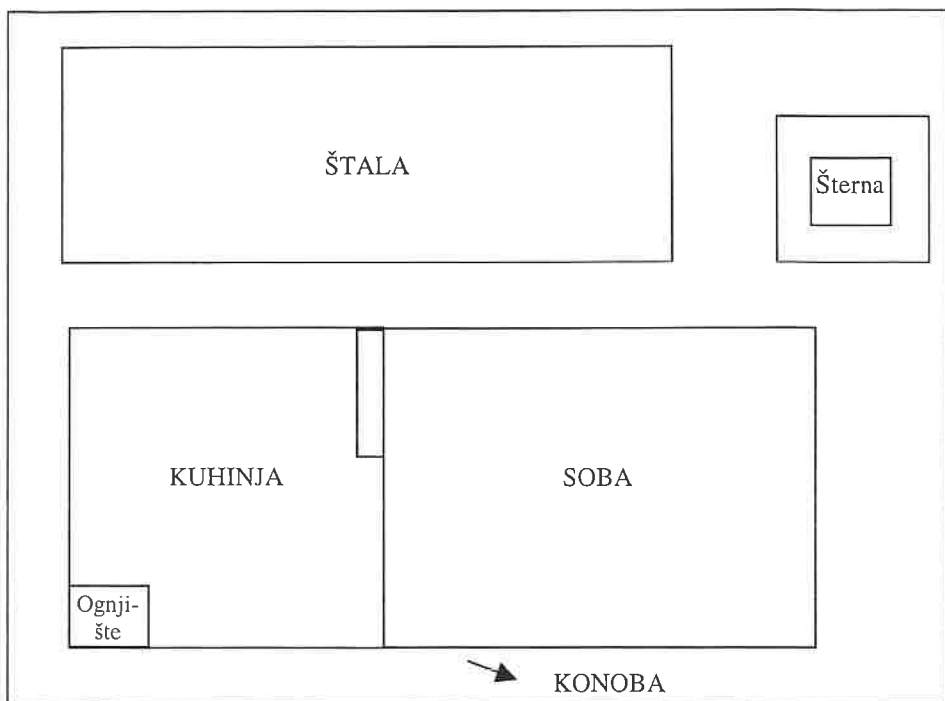 ŠTALA
Šterna
KUHINJA
SOBA
Ognji-
šte
KONOBA